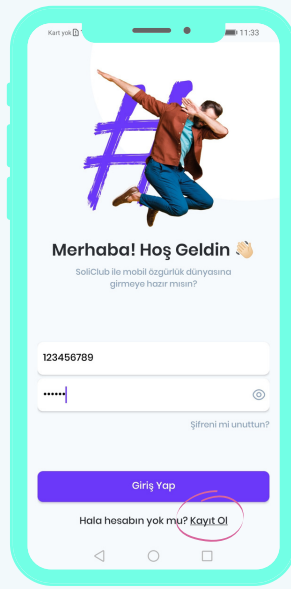 Kart yok
11:33
Merhaba! Hoş Geldin
SoliClub ile mobil özgürlük dünyasına
girmeye hazır mısın?
123456789
••••••
Şifreni mi unuttun?
Giriş Yap
Hala hesabın yok mu? Kayıt Ol